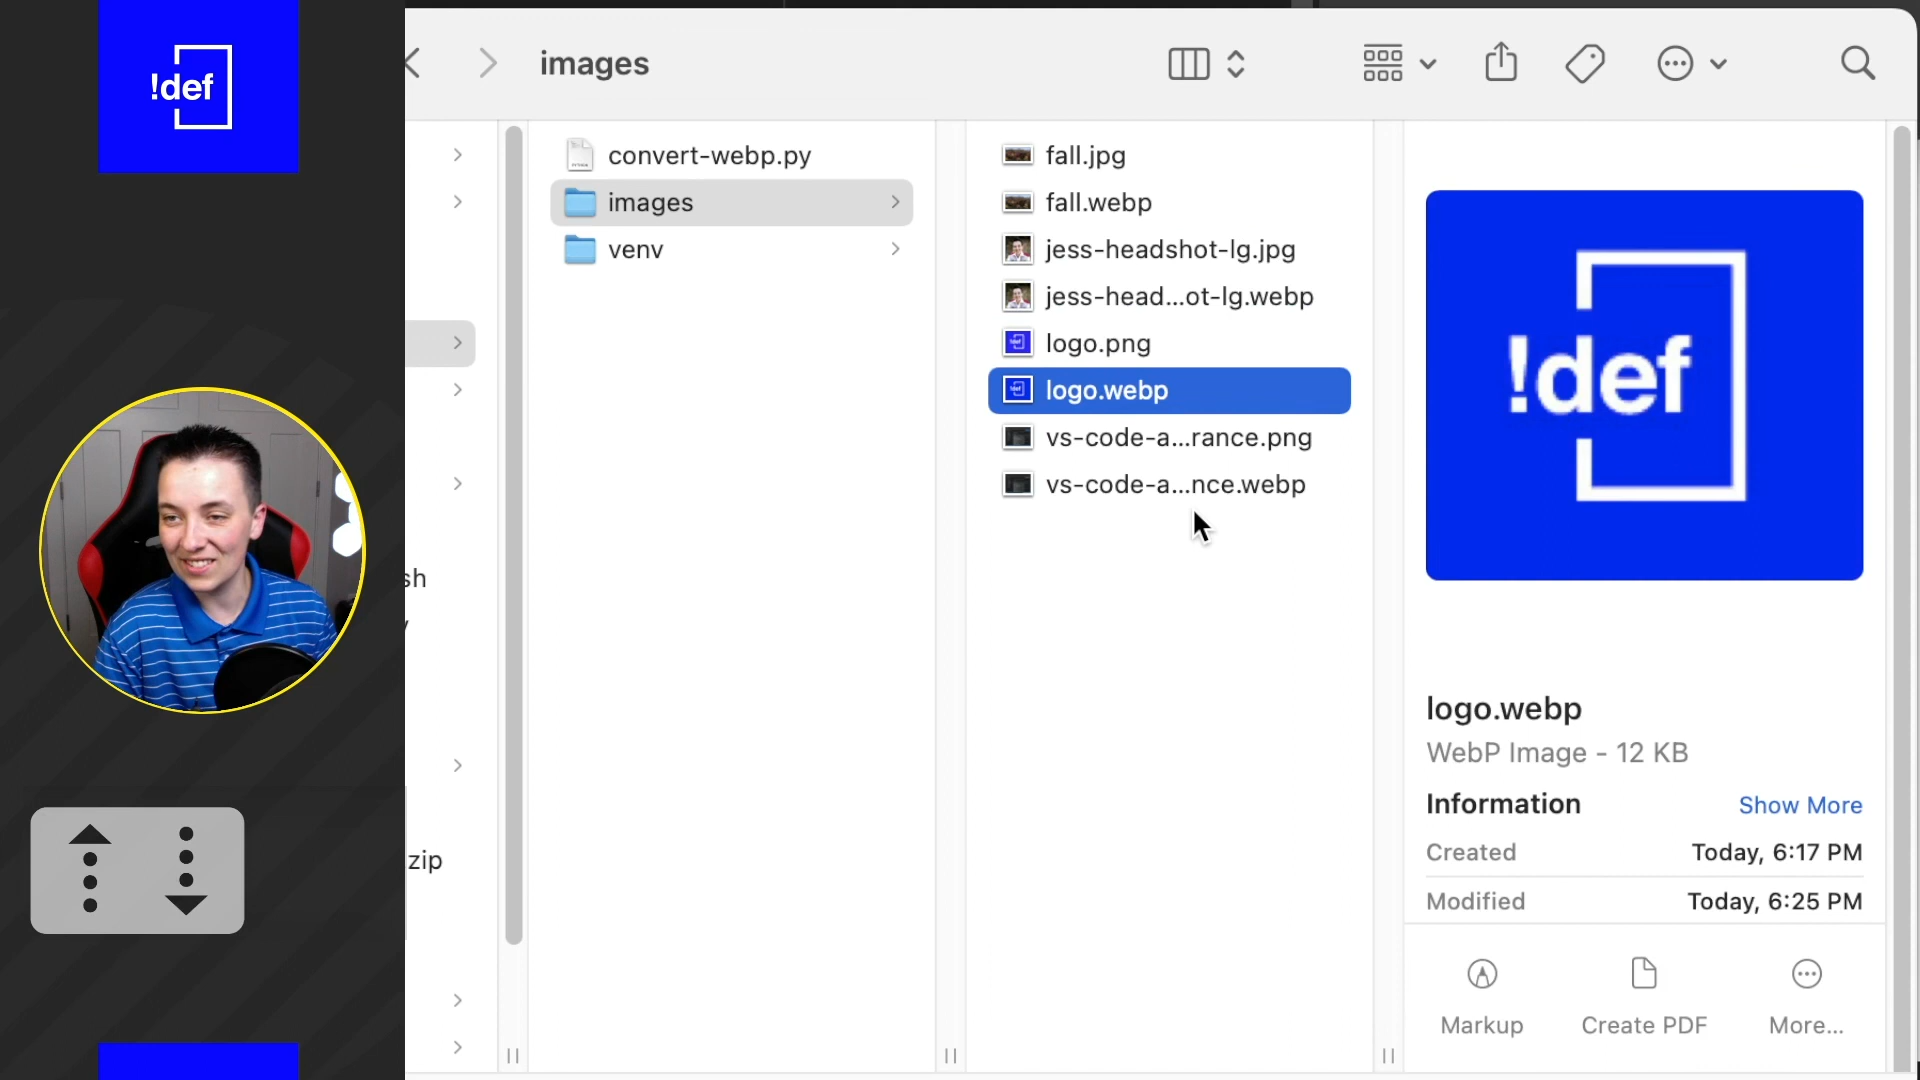 !def
images
convert-webp.py
images
venv
sh
zip
fall.jpg
fall.webp
jess-headshot-lg.jpg
jess-head...ot-lg.webp
logo.png
logo.webp
vs-code-a...rance.png
vs-code-a...nce.webp
!def
logo.webp
WebP Image - 12 KB
Information Show More
Created Today, 6:17 PM
Modified Today, 6:25 PM
Markup Create PDF More...